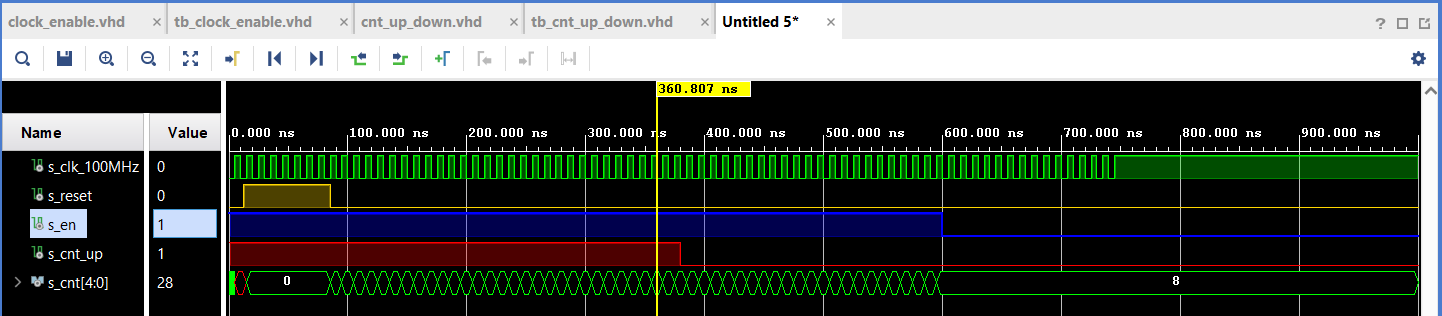 clock_enable.vhd × tb_clock_enable.vhd × cnt_up_down.vhd × tb_cnt_up_down.vhd × Untitled 5* ×
360.807 ns
Name Value 0.000 ns 100.000 ns 200.000 ns 300.000 ns 400.000 ns 500.000 ns 600.000 ns 700.000 ns 800.000 ns 900.000 ns
s_clk_100MHz 0
s_reset 0
s_en 1
s_cnt_up 1
s_cnt[4:0] 28 0 8